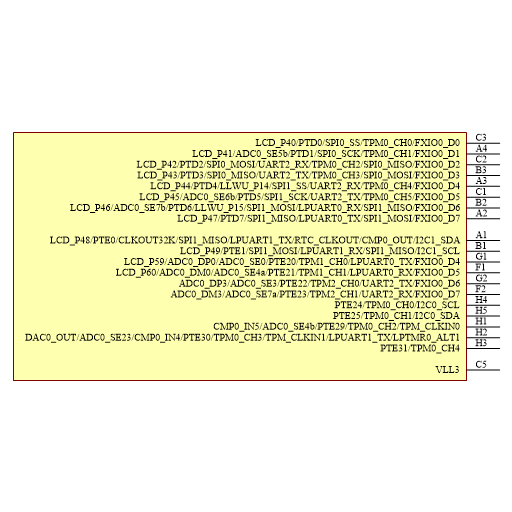 LCD_P40/PTD0/SPI0_SS/TPM0_CH0/FXIO0_D0 C3
LCD_P41/ADC0_SE5b/PTD1/SPI0_SCK/TPM0_CH1/FXIO0_D1 A4
LCD_P42/PTD2/SPI0_MOSI/UART2_RX/TPM0_CH2/SPI0_MISO/FXIO0_D2 C2
LCD_P43/PTD3/SPI0_MISO/UART2_TX/TPM0_CH3/SPI0_MOSI/FXIO0_D3 B3
LCD_P44/PTD4/LLWU_P14/SPI1_SS/UART2_RX/TPM0_CH4/FXIO0_D4 A3
LCD_P45/ADC0_SE6b/PTD5/SPI1_SCK/UART2_TX/TPM0_CH5/FXIO0_D5 C1
LCD_P46/ADC0_SE7b/PTD6/LLWU_P15/SPI1_MOSI/LPUART0_RX/SPI1_MISO/FXIO0_D6 B2
LCD_P47/PTD7/SPI1_MISO/LPUART0_TX/SPI1_MOSI/FXIO0_D7 A2
LCD_P48/PTE0/CLKOUT32K/SPI1_MISO/LPUART1_TX/RTC_CLKOUT/CMP0_OUT/I2C1_SDA A1
LCD_P49/PTE1/SPI1_MOSI/LPUART1_RX/SPI1_MISO/I2C1_SCL B1
LCD_P59/ADC0_DP0/ADC0_SE0/PTE20/TPM1_CH0/LPUART0_TX/FXIO0_D4 G1
LCD_P60/ADC0_DM0/ADC0_SE4a/PTE21/TPM1_CH1/LPUART0_RX/FXIO0_D5 F1
ADC0_DP3/ADC0_SE3/PTE22/TPM2_CH0/UART2_TX/FXIO0_D6 G2
ADC0_DM3/ADC0_SE7a/PTE23/TPM2_CH1/UART2_RX/FXIO0_D7 F2
PTE24/TPM0_CH0/I2C0_SCL H4
PTE25/TPM0_CH1/I2C0_SDA H5
CMP0_IN5/ADC0_SE4b/PTE29/TPM0_CH2/TPM_CLKIN0 H1
DAC0_OUT/ADC0_SE23/CMP0_IN4/PTE30/TPM0_CH3/TPM_CLKIN1/LPUART1_TX/LPTMR0_ALT1 H2
PTE31/TPM0_CH4 H3
VLL3 C5